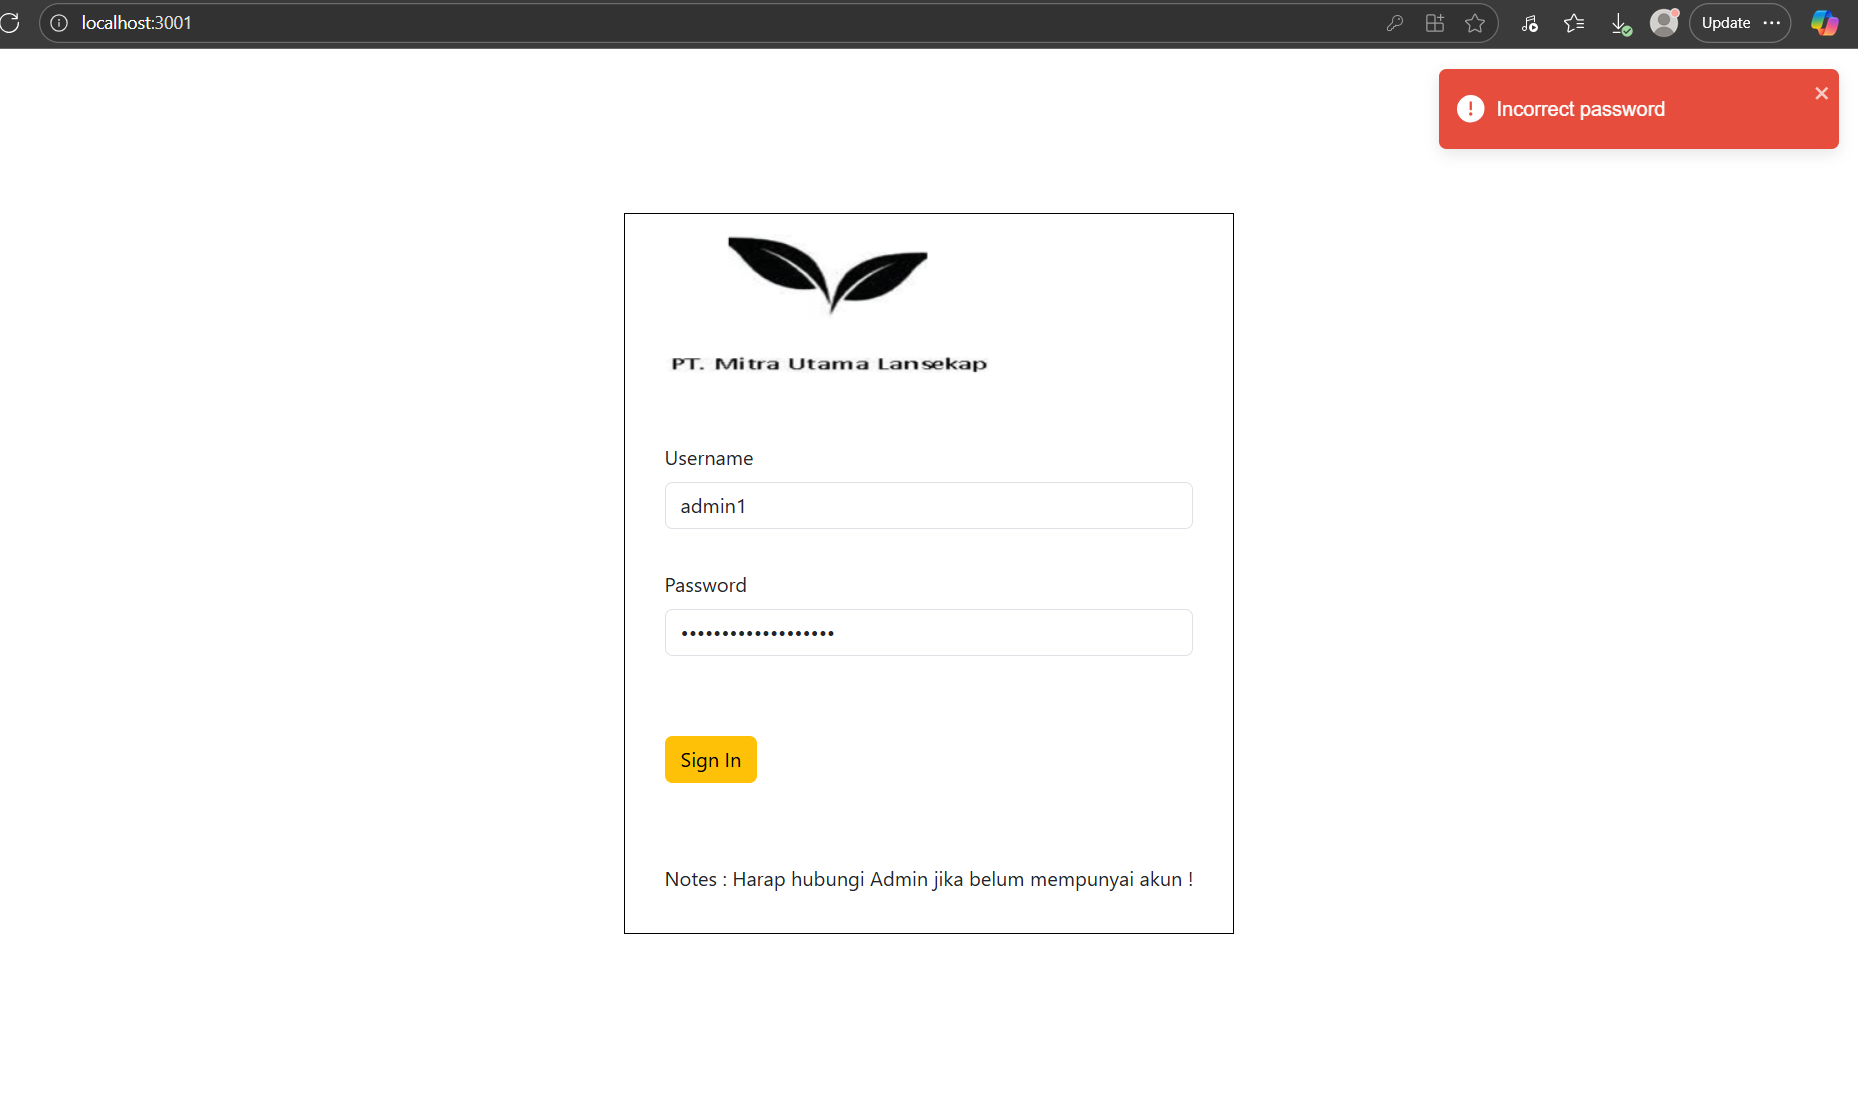 localhost:3001
Update
Incorrect password
PT. Mitra Utama Lansekap
Username
admin1
Password
•••••••••••••••••••
Sign In
Notes : Harap hubungi Admin jika belum mempunyai akun !